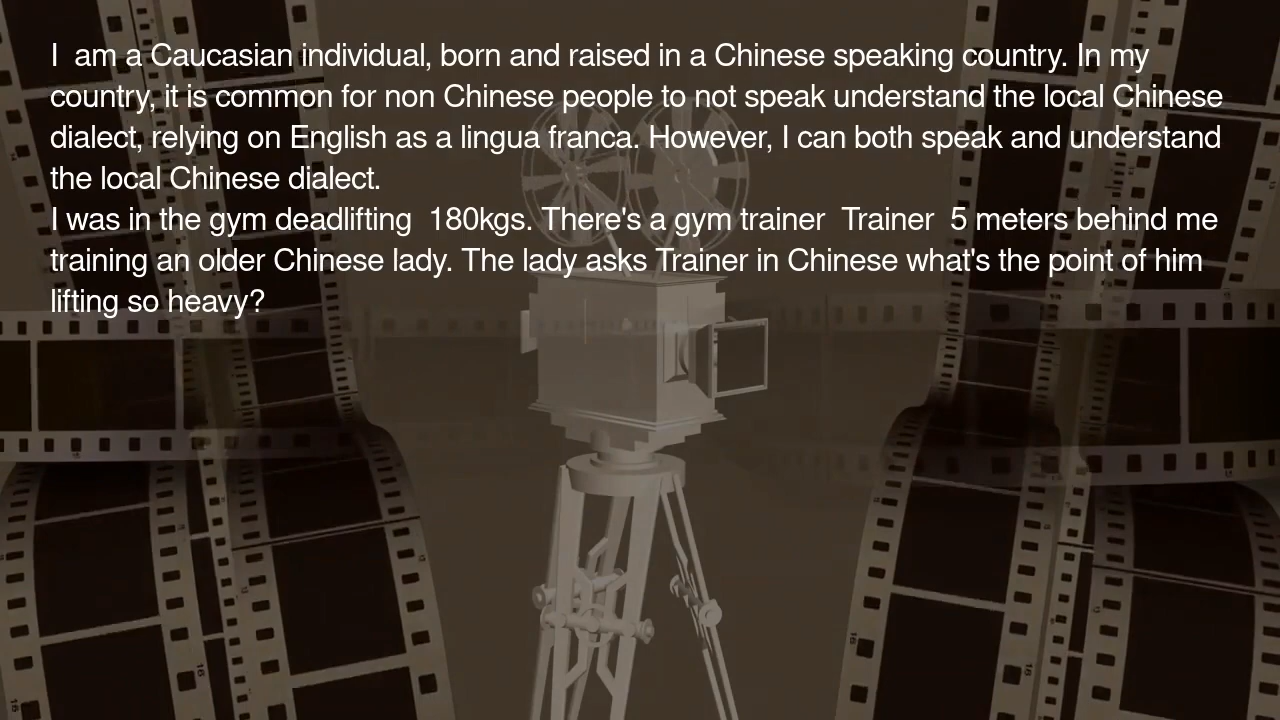 I am a Caucasian individual, born and raised in a Chinese speaking country. In my
country, it is common for non Chinese people to not speak understand the local Chinese
dialect, relying on English as a lingua franca. However, I can both speak and understand
the local Chinese dialect.
I was in the gym deadlifting 180kgs. There's a gym trainer Trainer 5 meters behind me
training an older Chinese lady. The lady asks Trainer in Chinese what's the point of him
lifting so heavy?